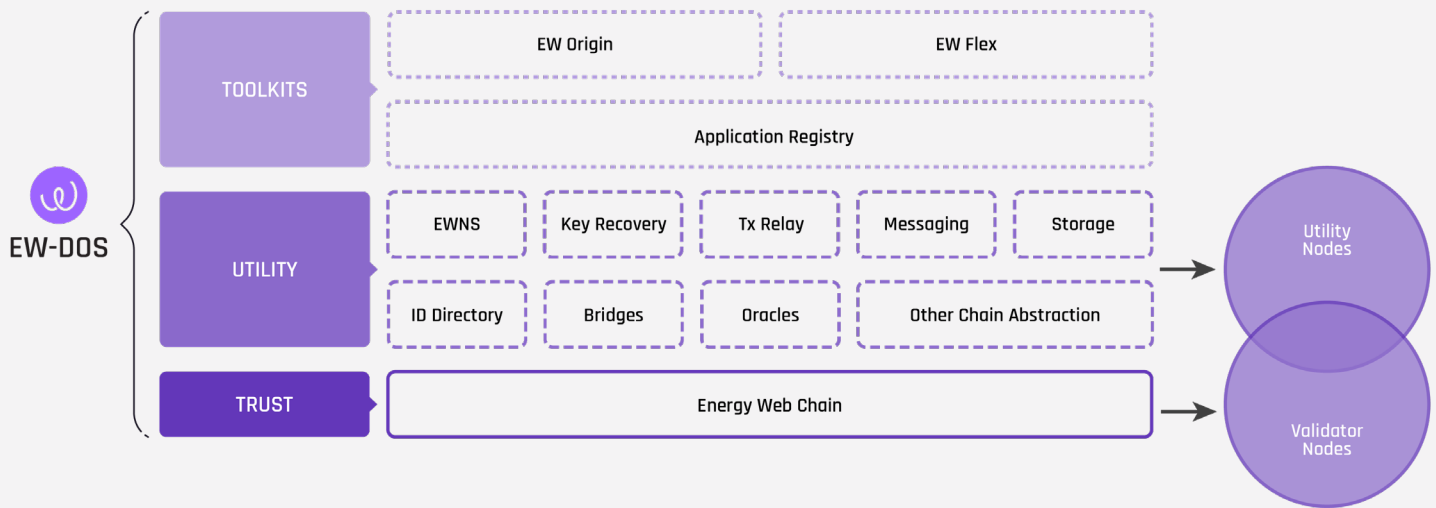 EW-DOS
TOOLKITS
EW Origin
EW Flex
Application Registry
UTILITY
EWNS
Key Recovery
Tx Relay
Messaging
Storage
ID Directory
Bridges
Oracles
Other Chain Abstraction
TRUST
Energy Web Chain
Utility
Nodes
Validator
Nodes